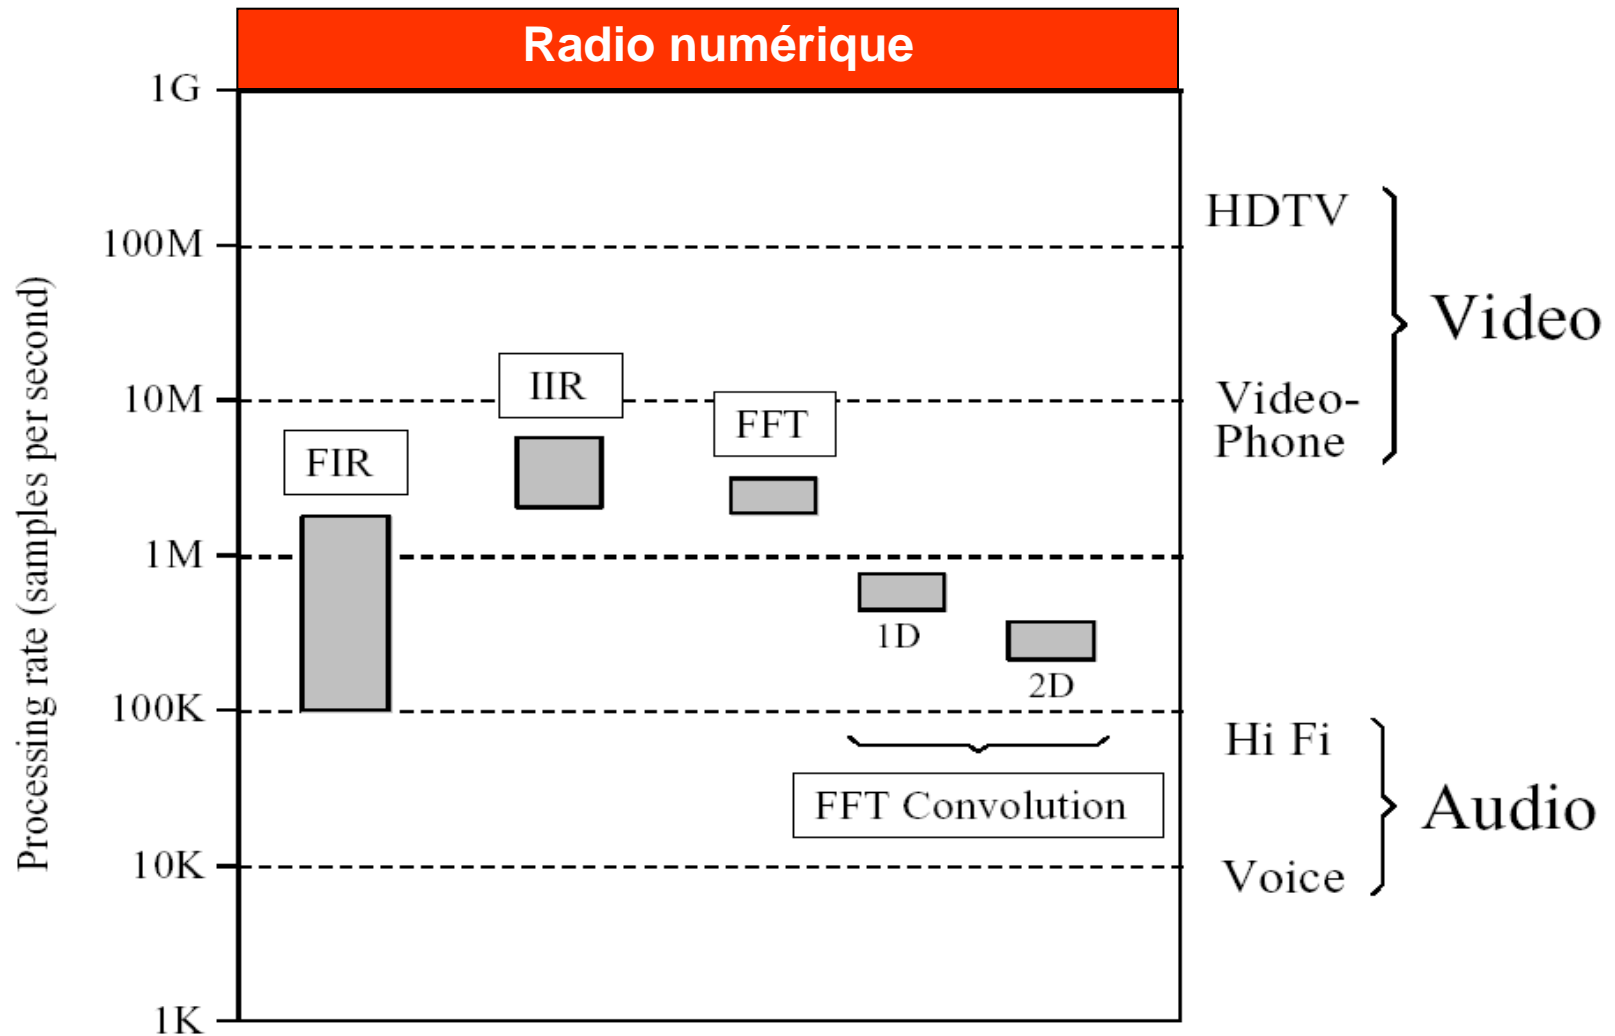 Radio numérique
Processing rate (samples per second)
1G
100M
10M
1M
100K
10K
1K
FIR
IIR
FFT
1D
2D
FFT Convolution
HDTV
Video-
Phone
Video
Hi Fi
Voice
Audio